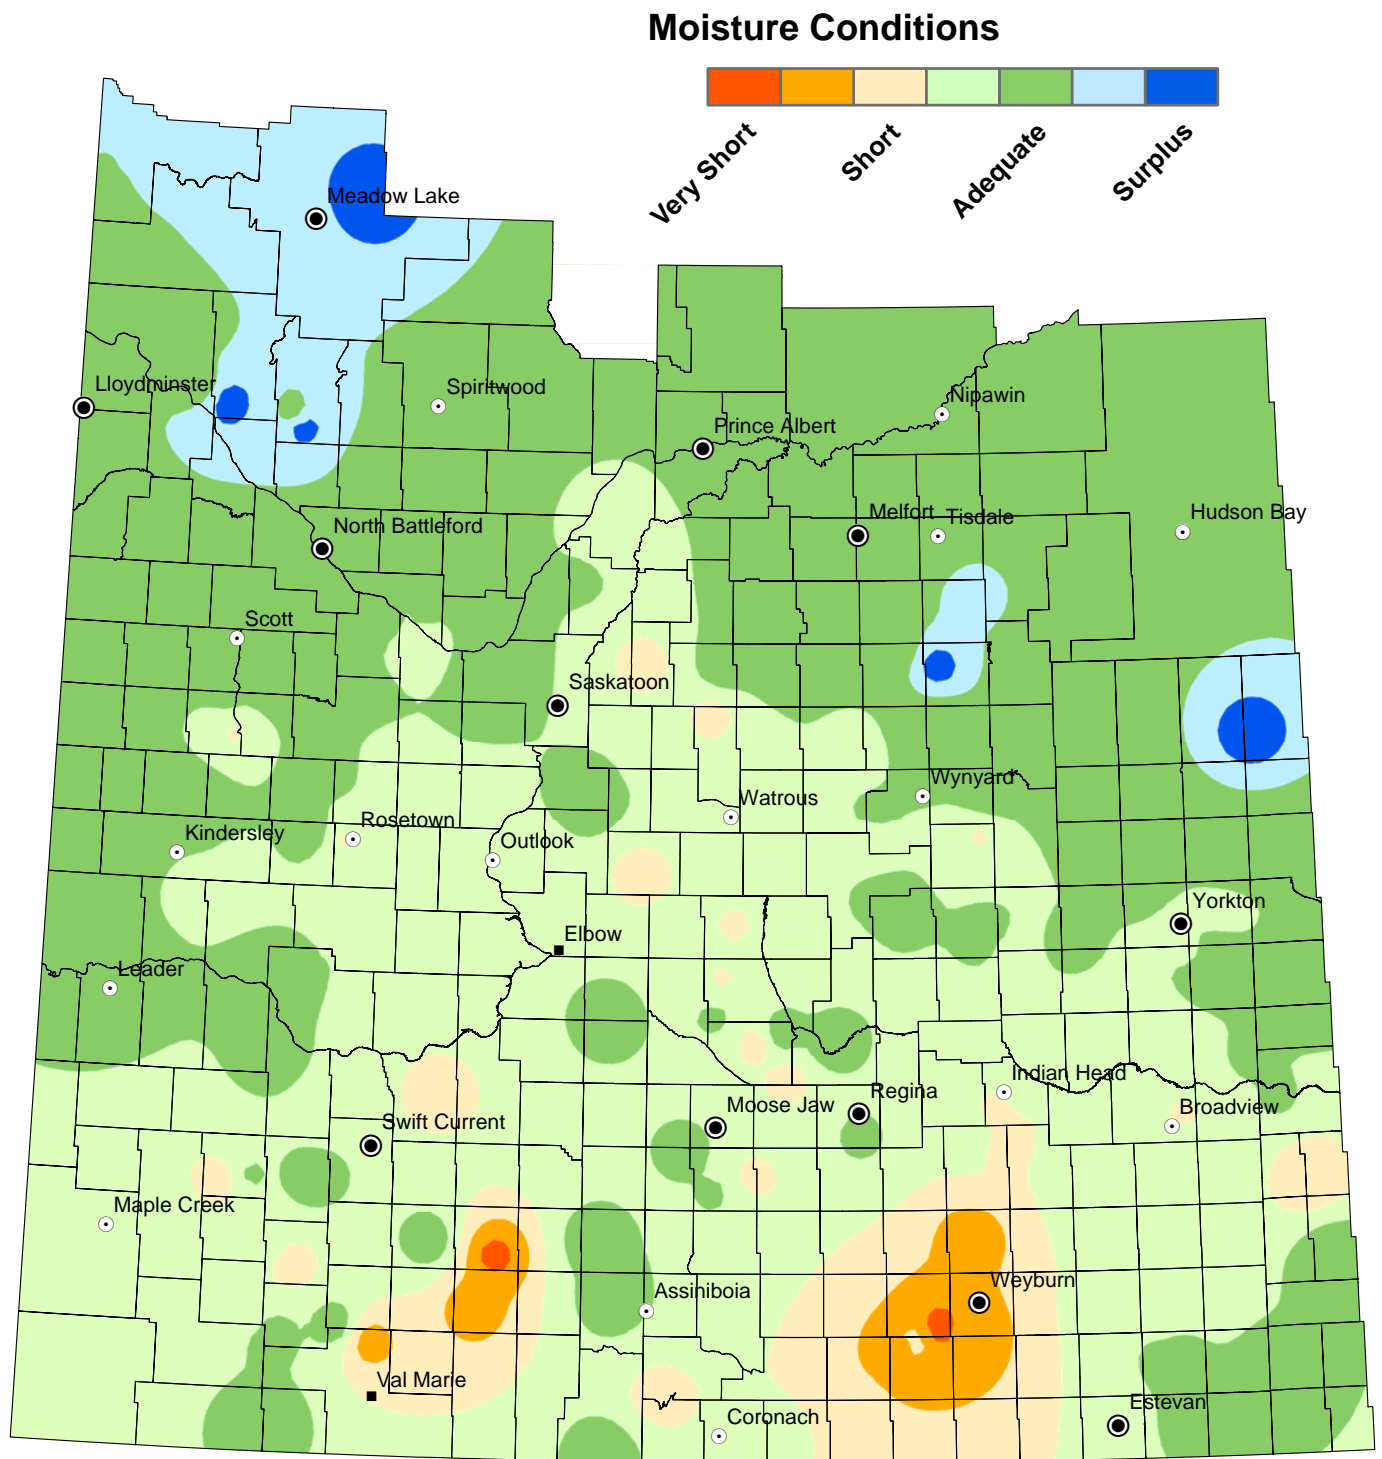 Moisture Conditions
Very Short
Short
Adequate
Surplus
Meadow Lake
Lloydminster
Spiritwood
Nipawin
Prince Albert
North Battleford
Melfort
Tisdale
Hudson Bay
Scott
Saskatoon
Wynyard
Watrous
Rosetown
Kindersley
Outlook
Yorkton
Elbow
Leader
Indian Head
Regina
Moose Jaw
Broadview
Swift Current
Maple Creek
Weyburn
Assiniboia
Val Marie
Estevan
Coronach